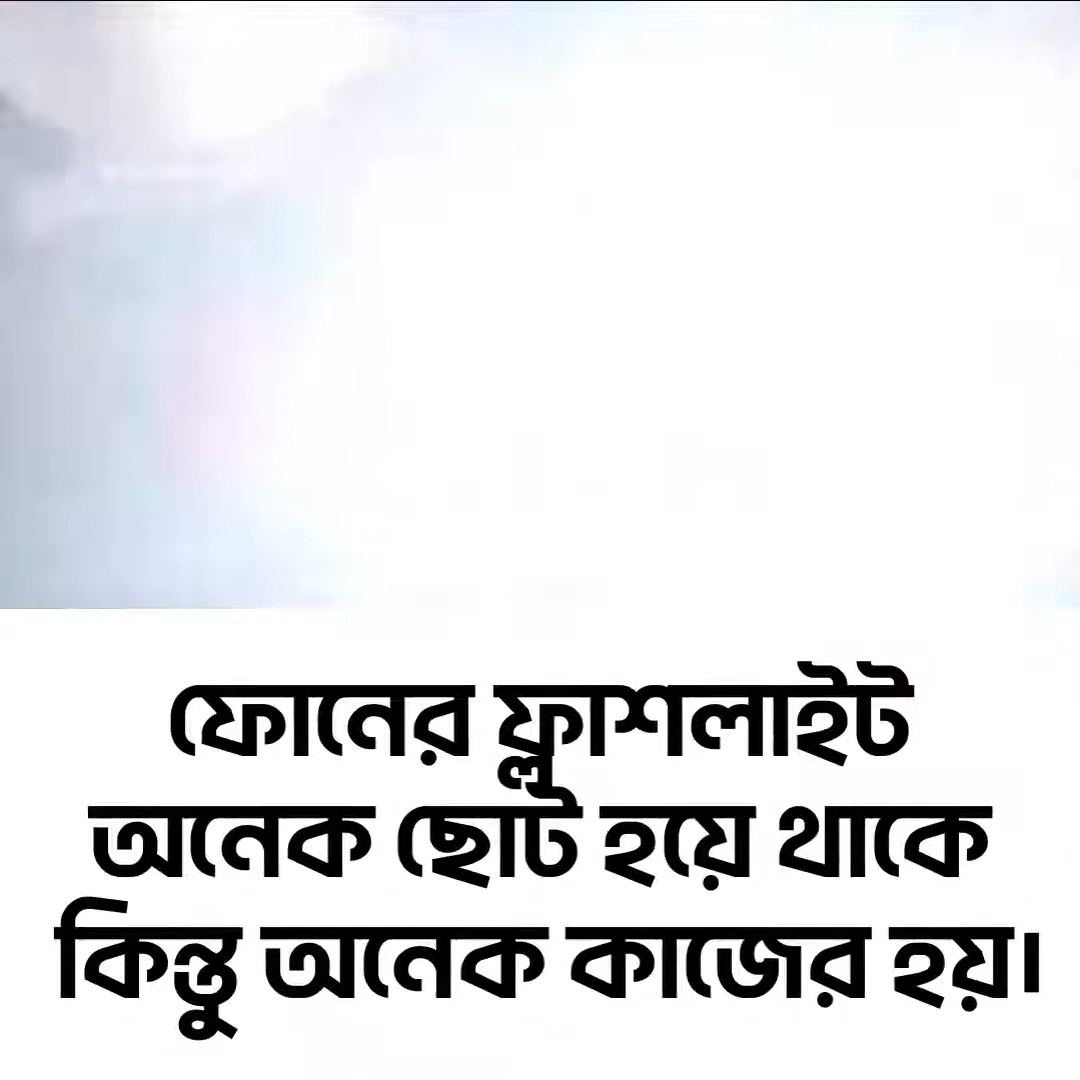 ফোনের ফ্লাশলাইট
অনেক ছোট হয়ে থাকে
কিন্তু অনেক কাজের হয়।